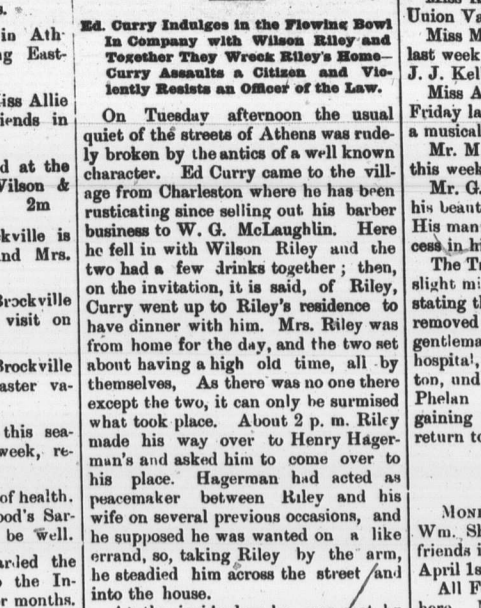 s.
in Ath-
ng East-
iss Allie
iends in
d at the
Wilson &
2m
kville is
nd Mrs.
Brockville
visit on
Brockville
aster va-
this sea-
week, re-
of health.
ood's Sar-
be well.
arded the
o the In-
r months.
Ed. Curry Indulges in the Flowing Bowl
In Company with Wilson Riley and
Together They Wreck Riley's Home—
Curry Assaults a Citizen and Vio-
lently Resists an Officer of the Law.
On Tuesday afternoon the usual
quiet of the streets of Athens was rude-
ly broken by the antics of a well known
character. Ed Curry came to the vill-
age from Charleston where he has been
rusticating since selling out his barber
business to W. G. McLaughlin. Here
he fell in with Wilson Riley and the
two had a few drinks together ; then,
on the invitation, it is said, of Riley,
Curry went up to Riley's residence to
have dinner with him. Mrs. Riley was
from home for the day, and the two set
about having a high old time, all by
themselves, As there was no one there
except the two, it can only be surmised
what took place. About 2 p. m. Riley
made his way over to Henry Hager-
man's and asked him to come over to
his place. Hagerman had acted as
peacemaker between Riley and his
wife on several previous occasions, and
he supposed he was wanted on a like
errand, so, taking Riley by the arm,
he steadied him across the street and
into the house.
Union Va
Miss M
last week
J. J. Kel
Miss A
Friday la
a musical
Mr. M
this week
Mr. G.
his beaut
His man
cess in hi
The Tu
slight mi
stating th
removed
gentlema
hospital,
ton, und
Phelan
gaining
return to
MONI
Wm. Sh
friends i
April 1s
All F